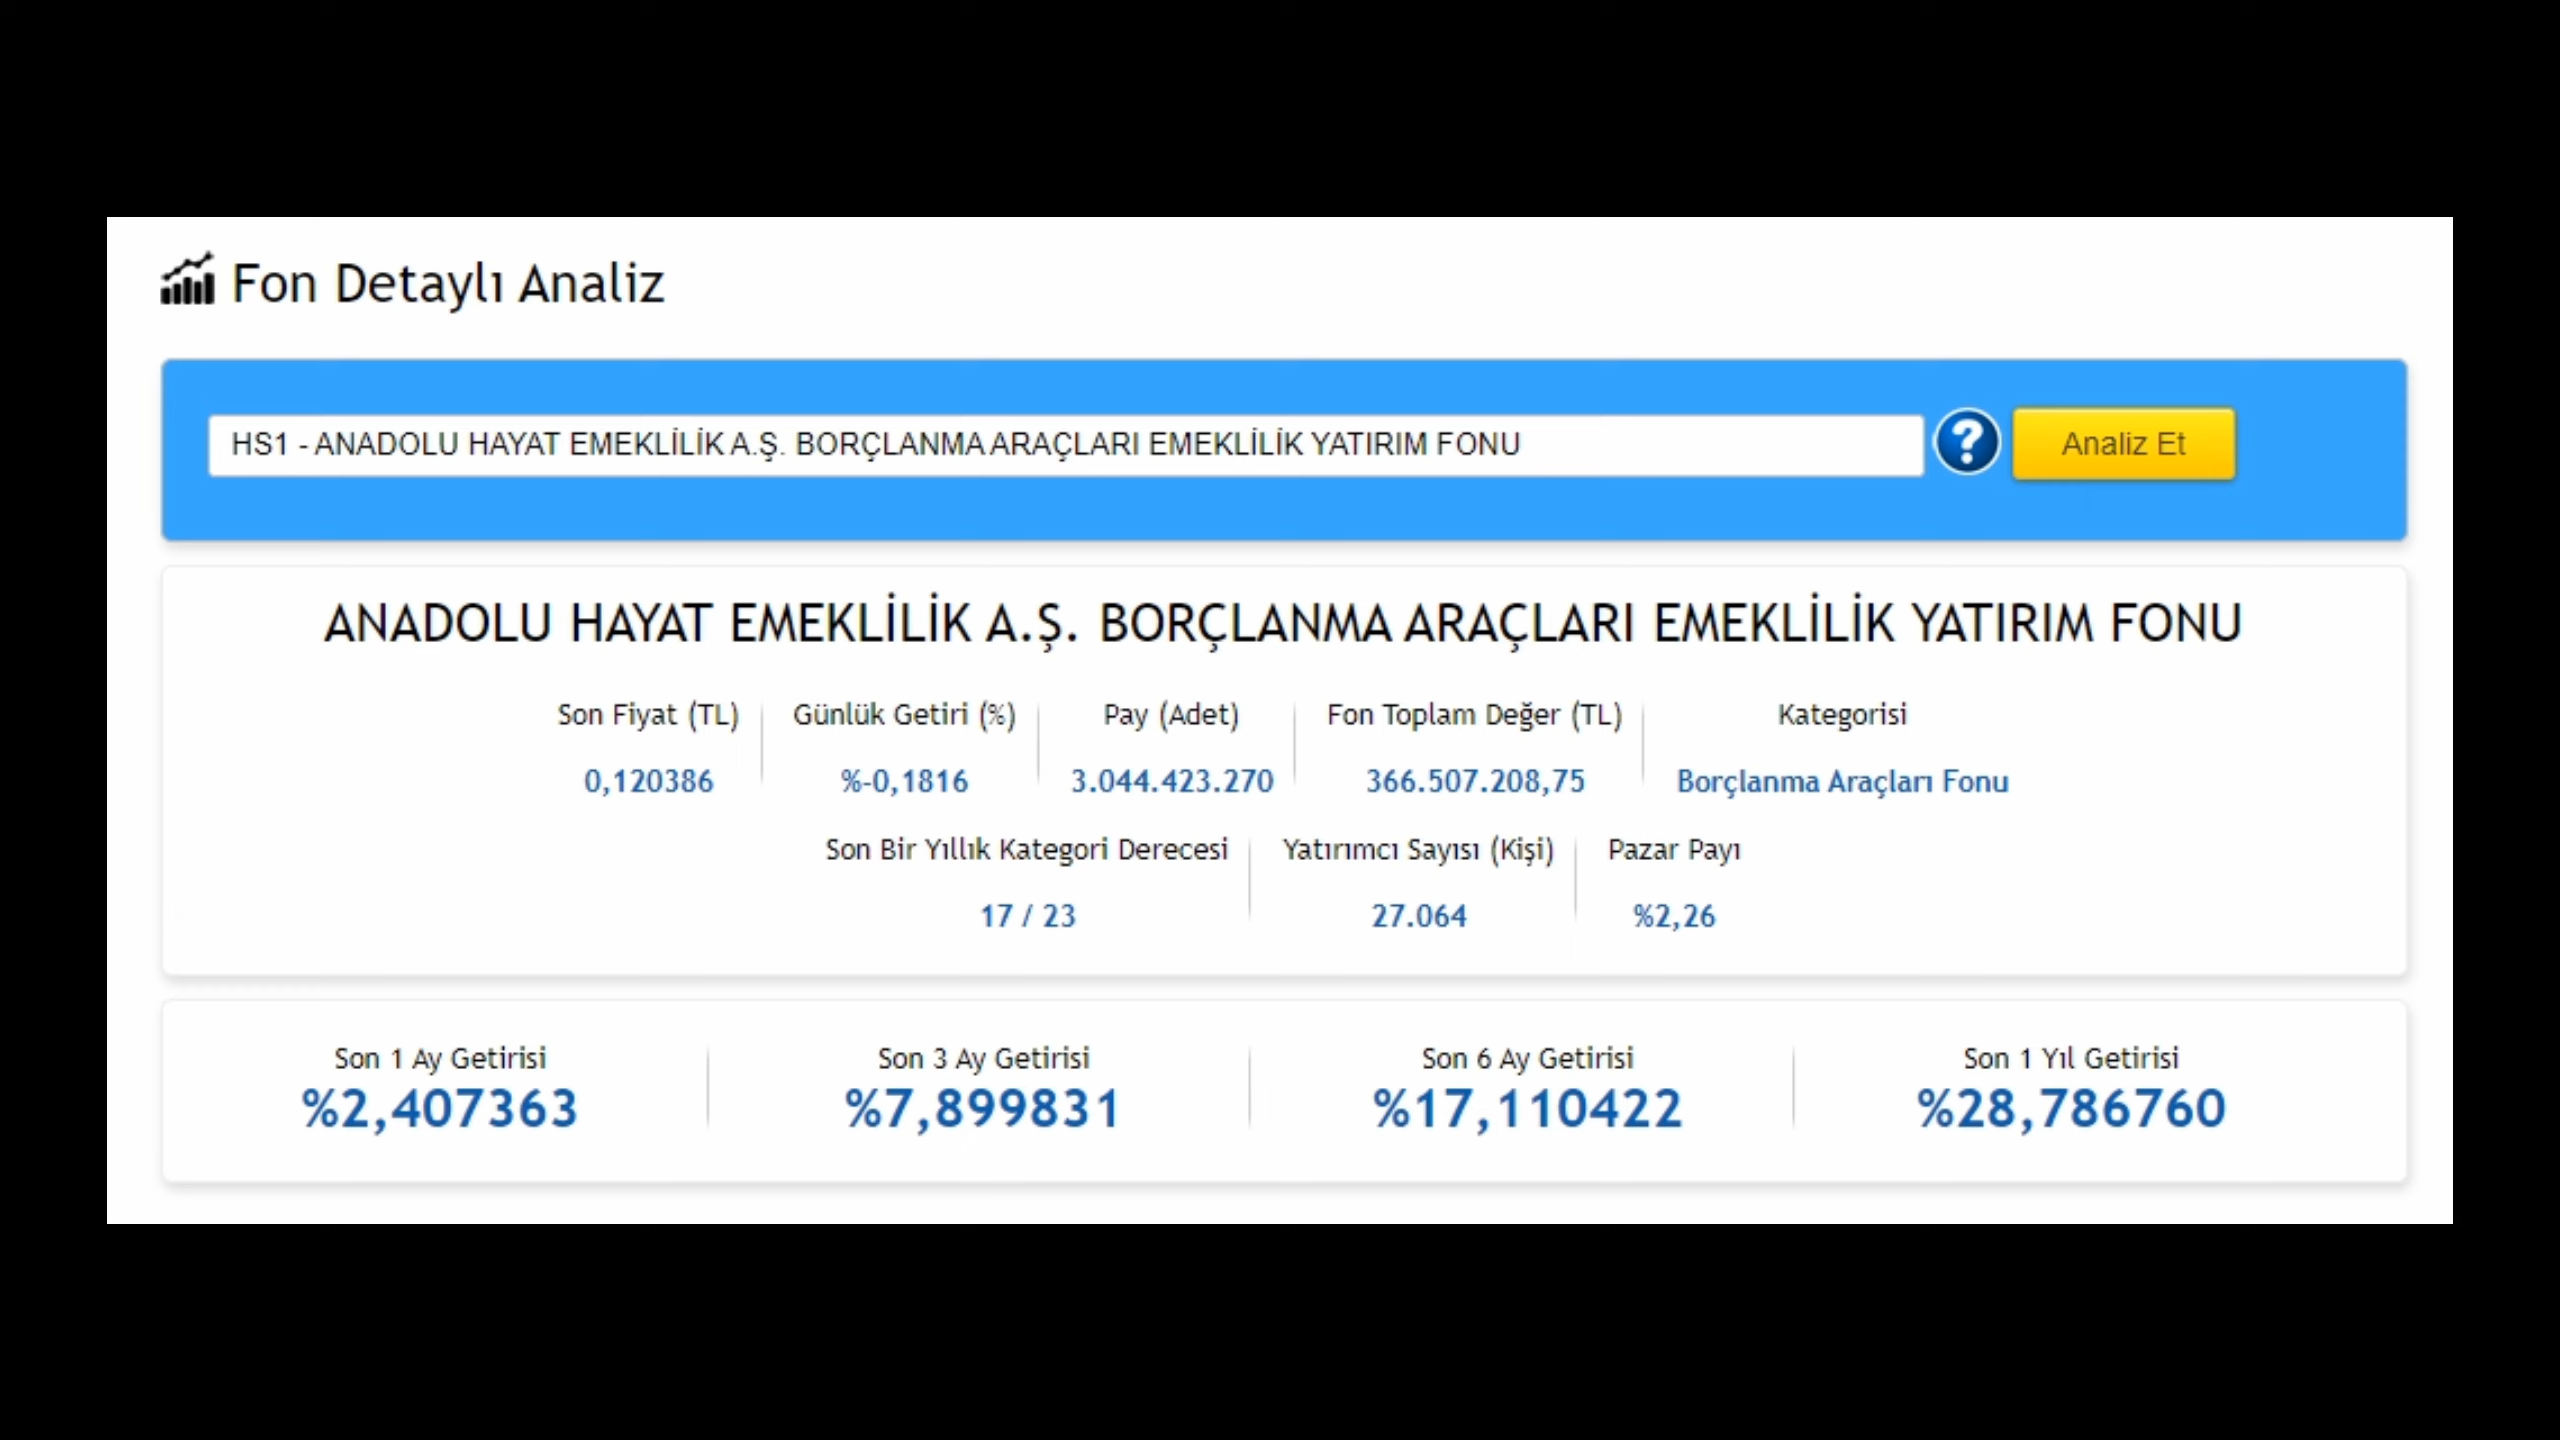 Fon Detaylı Analiz
HS1 - ANADOLU HAYAT EMEKLİLİK A.Ş. BORÇLANMA ARAÇLARI EMEKLİLİK YATIRIM FONU
?
Analiz Et
ANADOLU HAYAT EMEKLİLİK A.Ş. BORÇLANMA ARAÇLARI EMEKLİLİK YATIRIM FONU
Son Fiyat (TL) Günlük Getiri (%) Pay (Adet) Fon Toplam Değer (TL) Kategorisi
0,120386 %-0,1816 3.044.423.270 366.507.208,75 Borçlanma Araçları Fonu
Son Bir Yıllık Kategori Derecesi Yatırımcı Sayısı (Kişi) Pazar Payı
17 / 23 27.064 %2,26
Son 1 Ay Getirisi Son 3 Ay Getirisi Son 6 Ay Getirisi Son 1 Yıl Getirisi
%2,407363 %7,899831 %17,110422 %28,786760